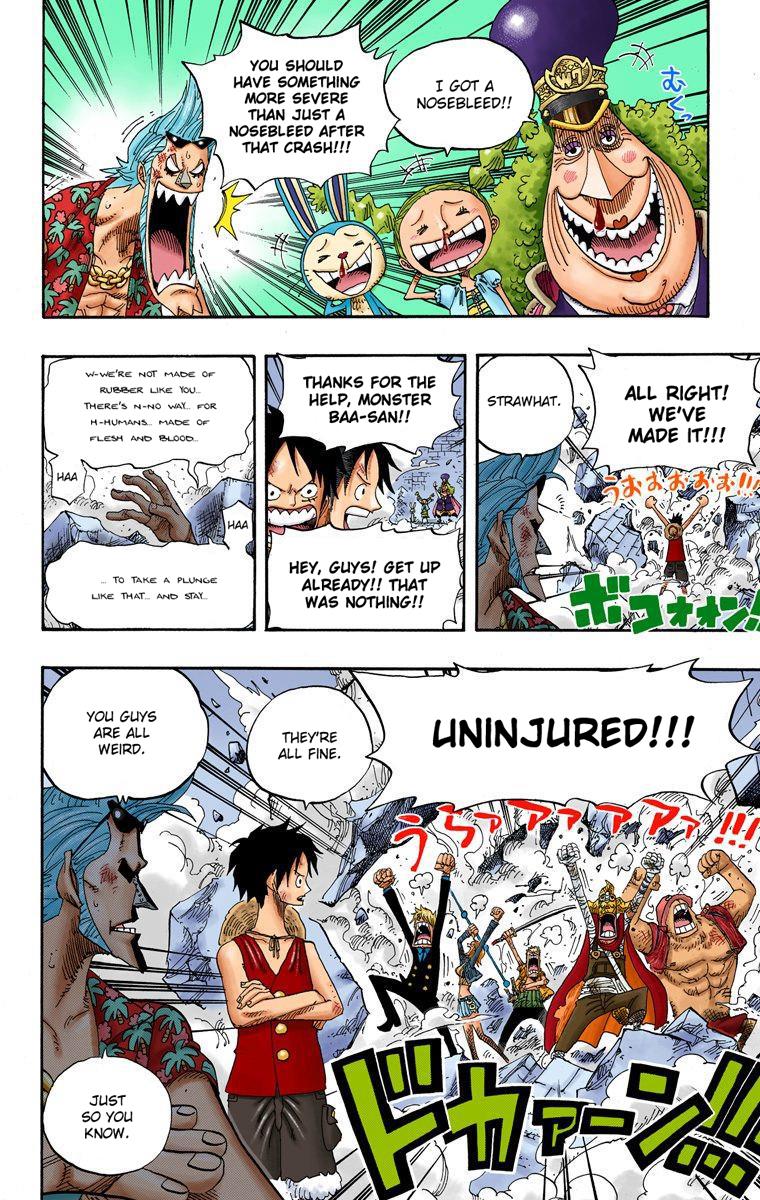 I GOT A
NOSEBLEED!!
むくっ
W7
YOU SHOULD
HAVE SOMETHING
MORE SEVERE
THAN JUST A
NOSEBLEED AFTER
THAT CRASH!!!
ALL RIGHT!
WE'VE
MADE IT!!!
STRAWHAT.
うおおおおお!!!
ボコォオオン!!
THANKS FOR THE
HELP, MONSTER
BAA-SAN!!
HEY, GUYS! GET UP
ALREADY!! THAT
WAS NOTHING!!
W-WE'RE NOT MADE OF
RUBBER LIKE YOU...
THERE'S N-NO WAY... FOR
H-HUMANS... MADE OF
FLESH AND BLOOD...
HAA
HAA
... TO TAKE A PLUNGE
LIKE THAT... AND STAY...
UNINJURED!!!
うらァアァアァアァ!!!
THEY'RE
ALL FINE.
YOU GUYS
ARE ALL
WEIRD.
JUST
SO YOU
KNOW.
ドカァーン!!!